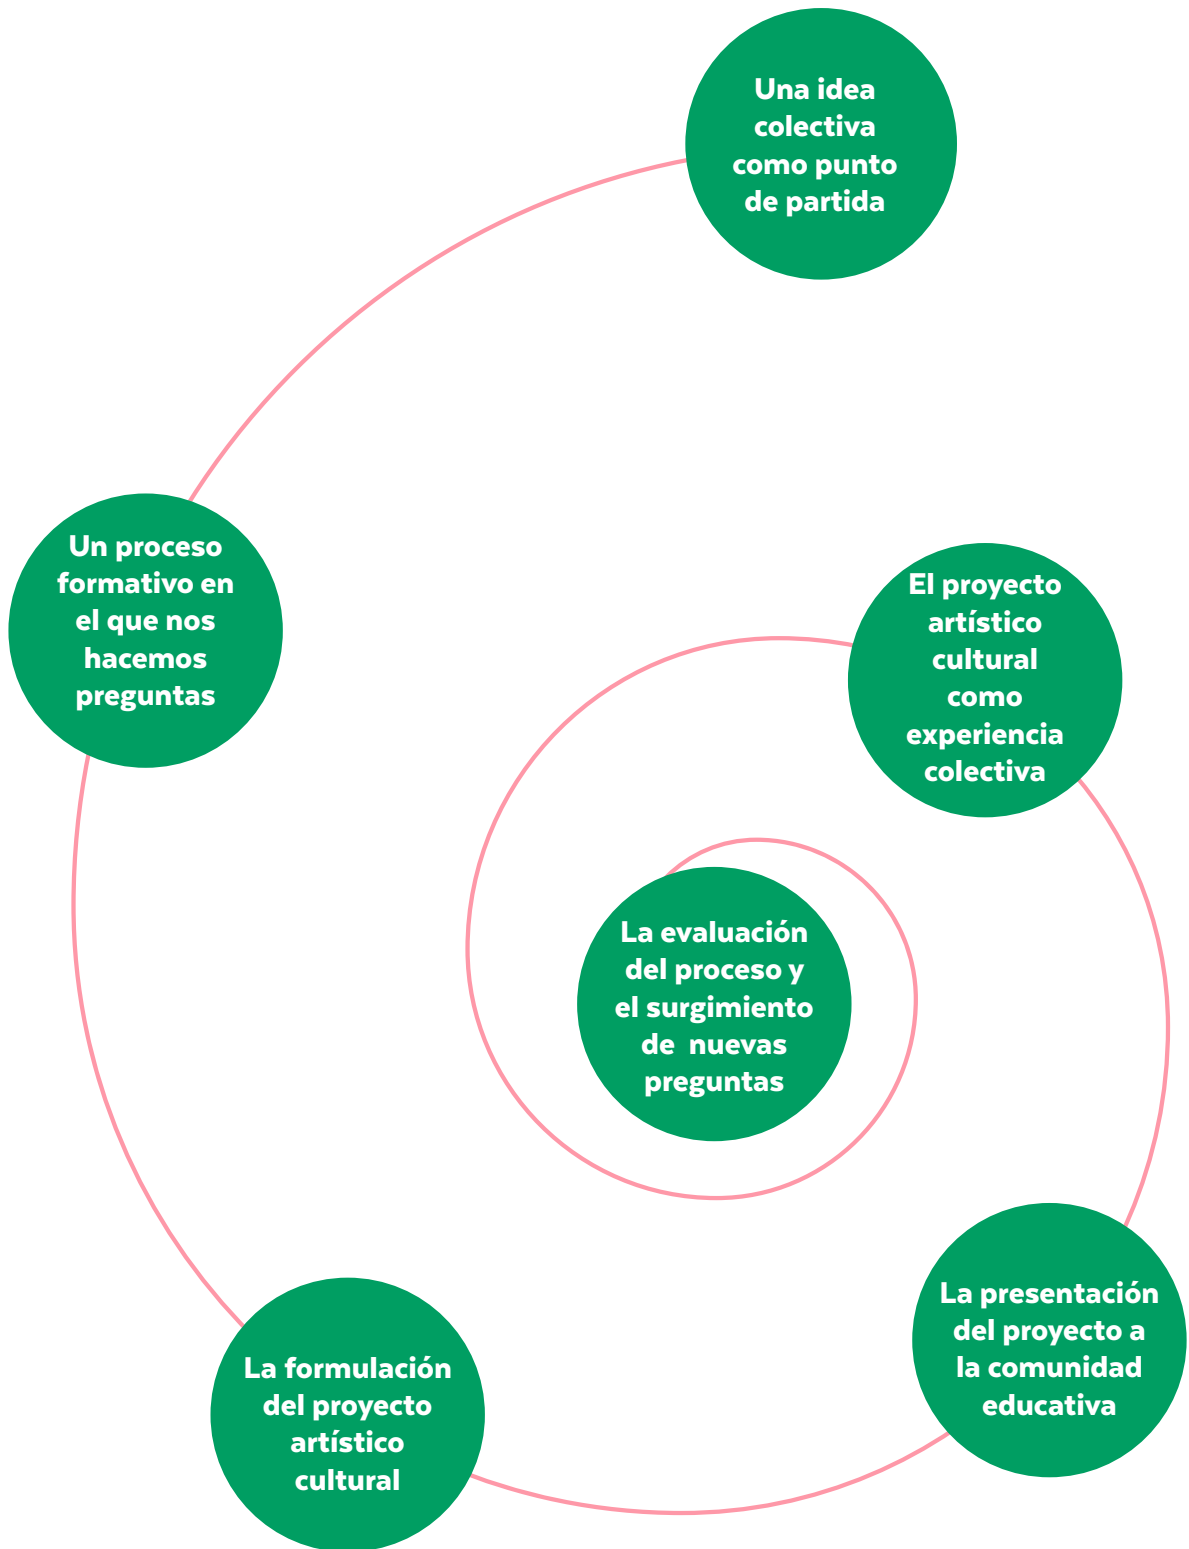 Una idea
colectiva
como punto
de partida
Un proceso
formativo en
el que nos
hacemos
preguntas
La formulación
del proyecto
artístico
cultural
La presentación
del proyecto a
la comunidad
educativa
El proyecto
artístico
cultural
como
experiencia
colectiva
La evaluación
del proceso y
el surgimiento
de  nuevas
preguntas